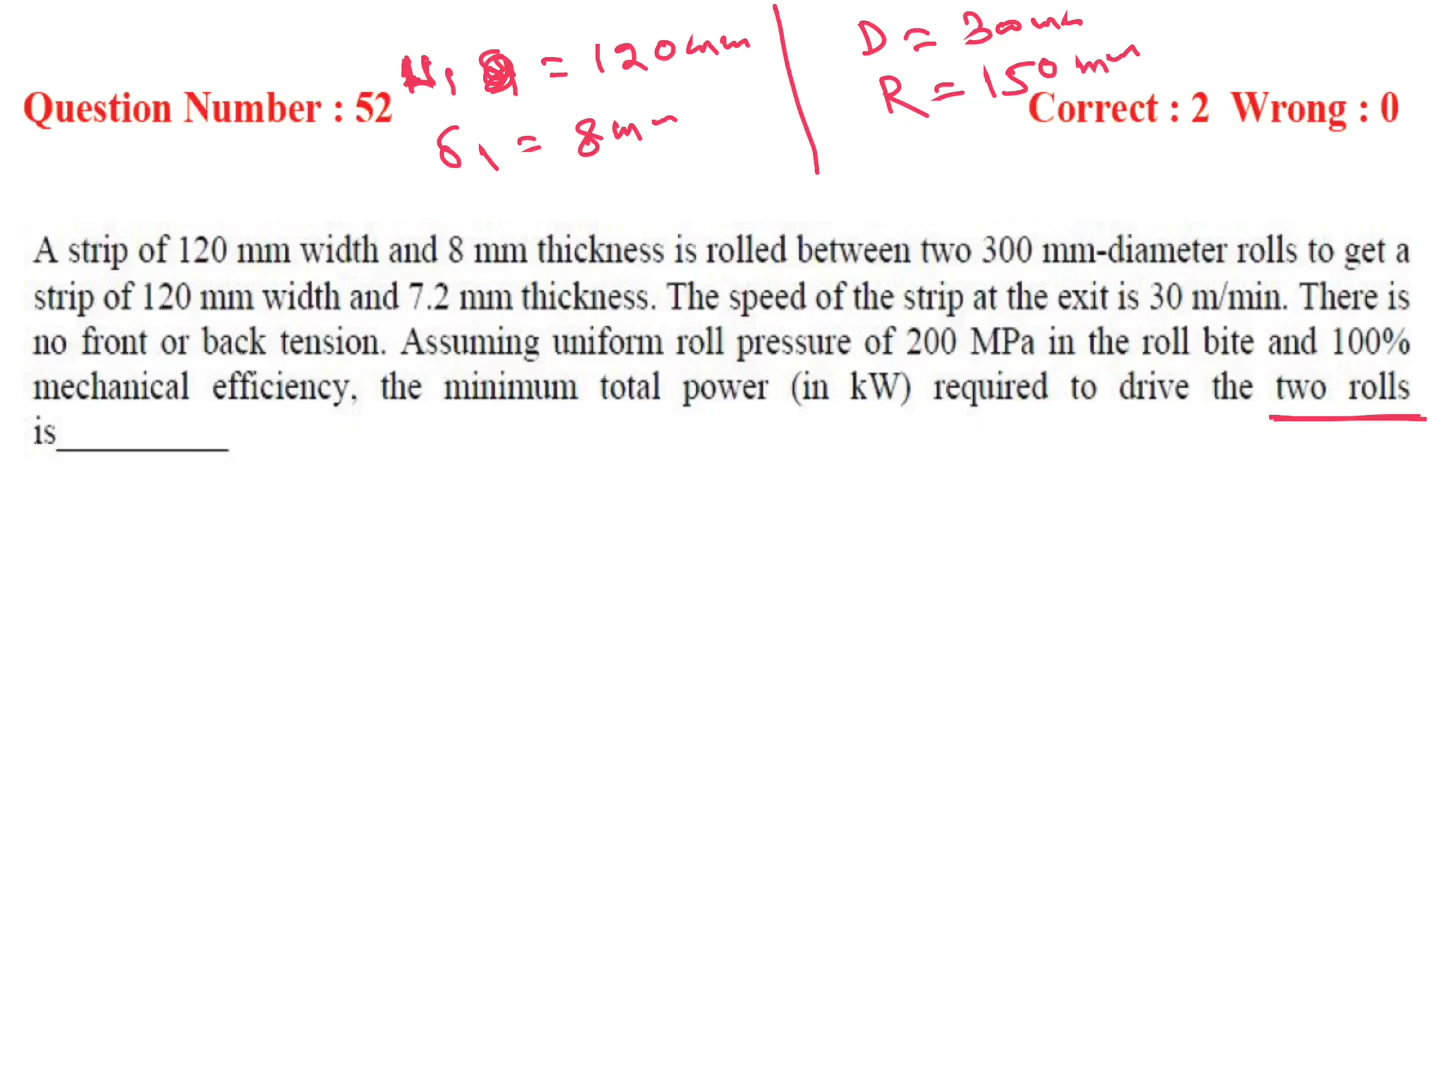 = 120mm
D = 300mm
R = 150mm
Question Number : 52
Correct : 2 Wrong : 0
= 8mm
A strip of 120 mm width and 8 mm thickness is rolled between two 300 mm-diameter rolls to get a
strip of 120 mm width and 7.2 mm thickness. The speed of the strip at the exit is 30 m/min. There is
no front or back tension. Assuming uniform roll pressure of 200 MPa in the roll bite and 100%
mechanical efficiency, the minimum total power (in kW) required to drive the two rolls
is__________